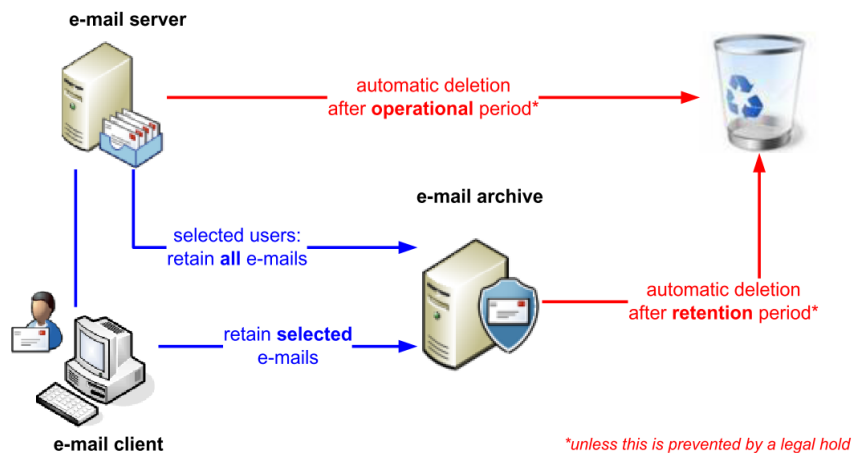 e-mail server
automatic deletion
after operational period*
e-mail archive
selected users:
retain all e-mails
automatic deletion
after retention period*
retain selected
e-mails
e-mail client
*unless this is prevented by a legal hold